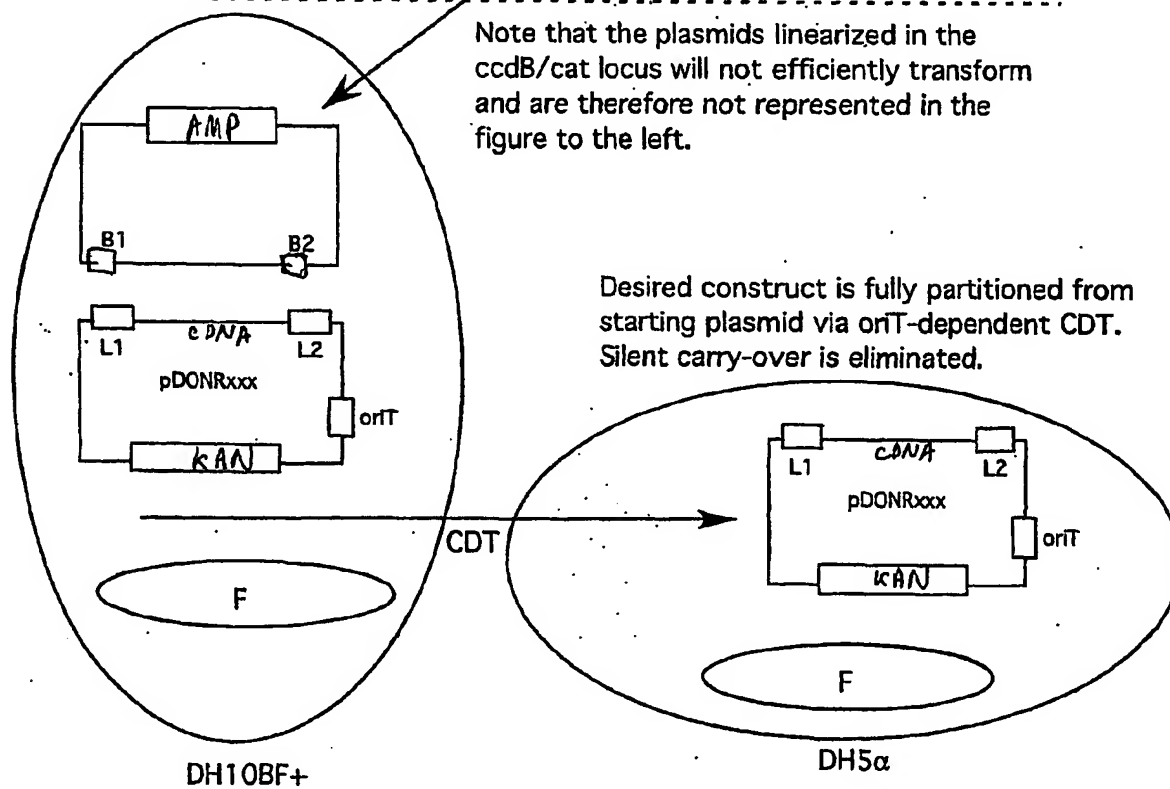 Note that the plasmids linearized in the
ccdB/cat locus will not efficiently transform
and are therefore not represented in the
figure to the left.
AMP
B1
B2
L1
cDNA
L2
pDONRxxx
oriT
KAN
F
DH10BF+
CDT
Desired construct is fully partitioned from
starting plasmid via oriT-dependent CDT.
Silent carry-over is eliminated.
L1
cDNA
L2
pDONRxxx
oriT
KAN
F
DH5α